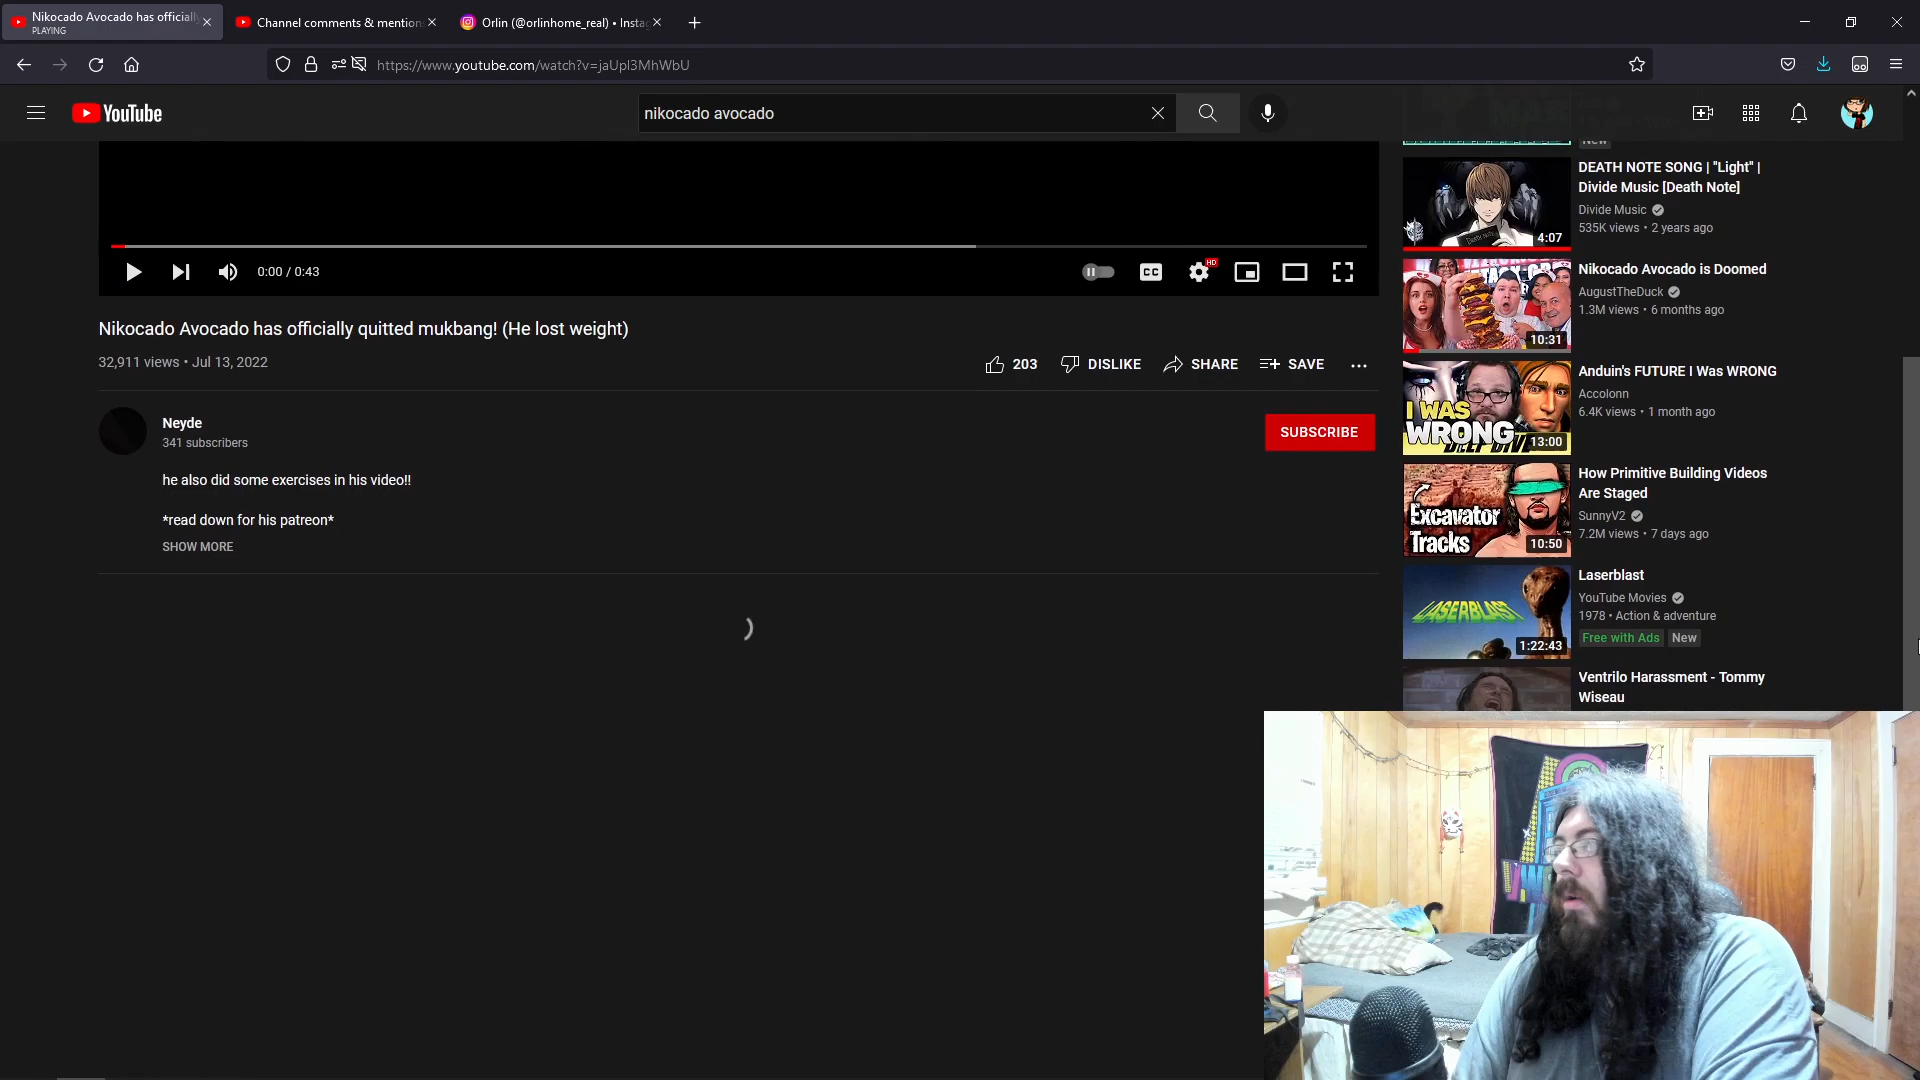 Nikocado Avocado has officially
PLAYING
Channel comments & mentions
Orlin (@orlinhome_real) • Insta
https://www.youtube.com/watch?v=jaUpl3MhWbU
YouTube
nikocado avocado
New
DEATH NOTE SONG | "Light" |
Divide Music [Death Note]
Divide Music
535K views • 2 years ago
4:07
Nikocado Avocado is Doomed
AugustTheDuck
1.3M views • 6 months ago
10:31
0:00 / 0:43
CC
HD
Nikocado Avocado has officially quitted mukbang! (He lost weight)
32,911 views • Jul 13, 2022
203
DISLIKE
SHARE
SAVE
Neyde
341 subscribers
SUBSCRIBE
he also did some exercises in his video!!
*read down for his patreon*
SHOW MORE
Anduin's FUTURE I Was WRONG
Accolonn
6.4K views • 1 month ago
I WAS
WRONG
DEEP DIVE
13:00
How Primitive Building Videos
Are Staged
SunnyV2
7.2M views • 7 days ago
Excavator
Tracks
10:50
Laserblast
YouTube Movies
1978 • Action & adventure
Free with Ads
New
LASERBLAST
1:22:43
Ventrilo Harassment - Tommy
Wiseau